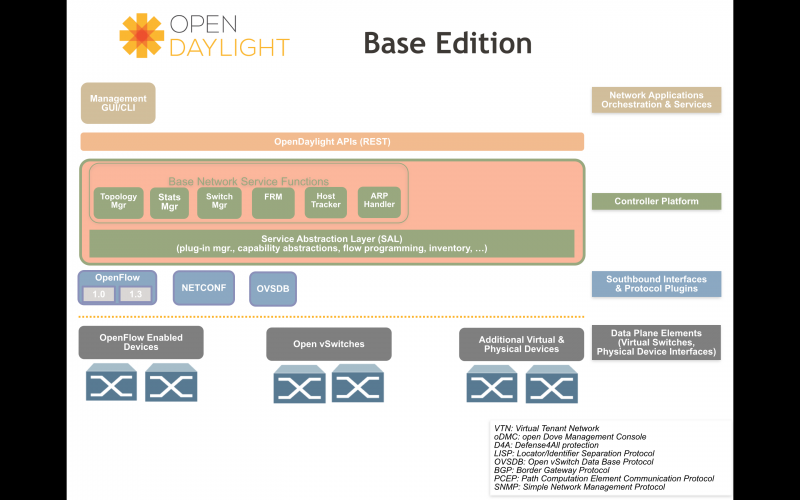 OPEN
DAYLIGHT
Base Edition
Management
GUI/CLI
Network Applications
Orchestration & Services
OpenDaylight APIs (REST)
Base Network Service Functions
Topology
Mgr
Stats
Mgr
Switch
Mgr
FRM
Host
Tracker
ARP
Handler
Controller Platform
Service Abstraction Layer (SAL)
(plug-in mgr., capability abstractions, flow programming, inventory, …)
OpenFlow
1.0
1.3
NETCONF
OVSDB
Southbound Interfaces
& Protocol Plugins
OpenFlow Enabled
Devices
Open vSwitches
Additional Virtual &
Physical Devices
Data Plane Elements
(Virtual Switches,
Physical Device Interfaces)
VTN: Virtual Tenant Network
oDMC: open Dove Management Console
D4A: Defense4All protection
LISP: Locator/Identifier Separation Protocol
OVSDB: Open vSwitch Data Base Protocol
BGP: Border Gateway Protocol
PCEP: Path Computation Element Communication Protocol
SNMP: Simple Network Management Protocol